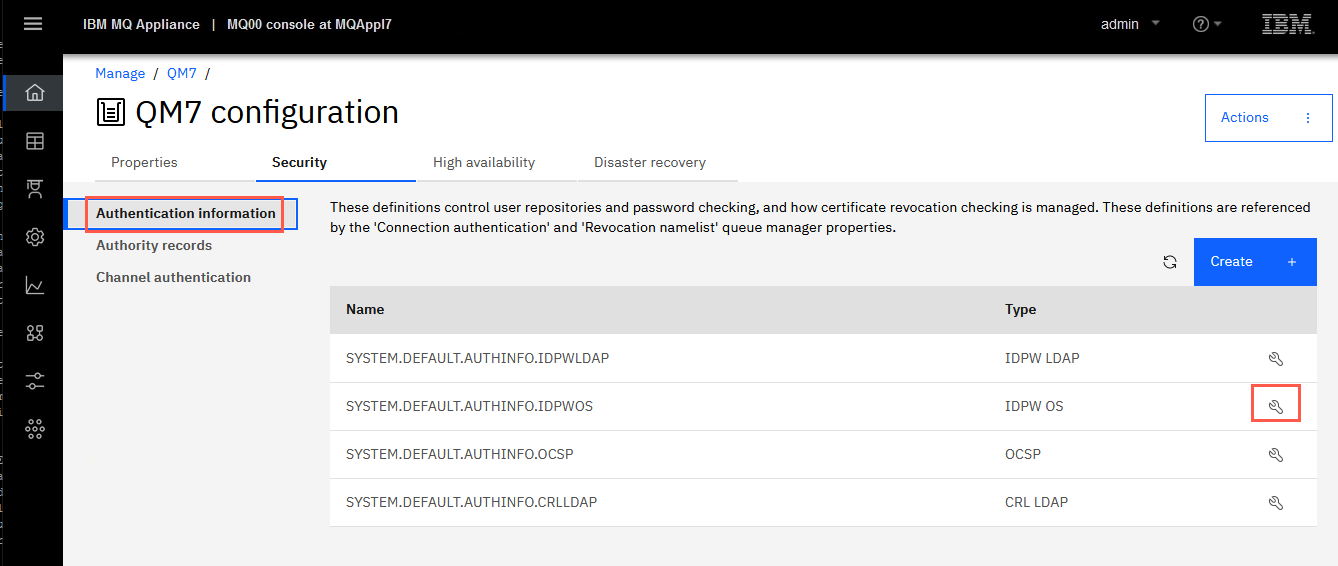 IBM MQ Appliance | MQ00 console at MQAppl7
admin
IBM
Manage / QM7 /
QM7 configuration
Actions
Properties
Security
High availability
Disaster recovery
Authentication information
Authority records
Channel authentication
These definitions control user repositories and password checking, and how certificate revocation checking is managed. These definitions are referenced
by the 'Connection authentication' and 'Revocation namelist' queue manager properties.
Create +
Name Type
SYSTEM.DEFAULT.AUTHINFO.IDPWLDAP IDPW LDAP
SYSTEM.DEFAULT.AUTHINFO.IDPWOS IDPW OS
SYSTEM.DEFAULT.AUTHINFO.OCSP OCSP
SYSTEM.DEFAULT.AUTHINFO.CRLLDAP CRL LDAP